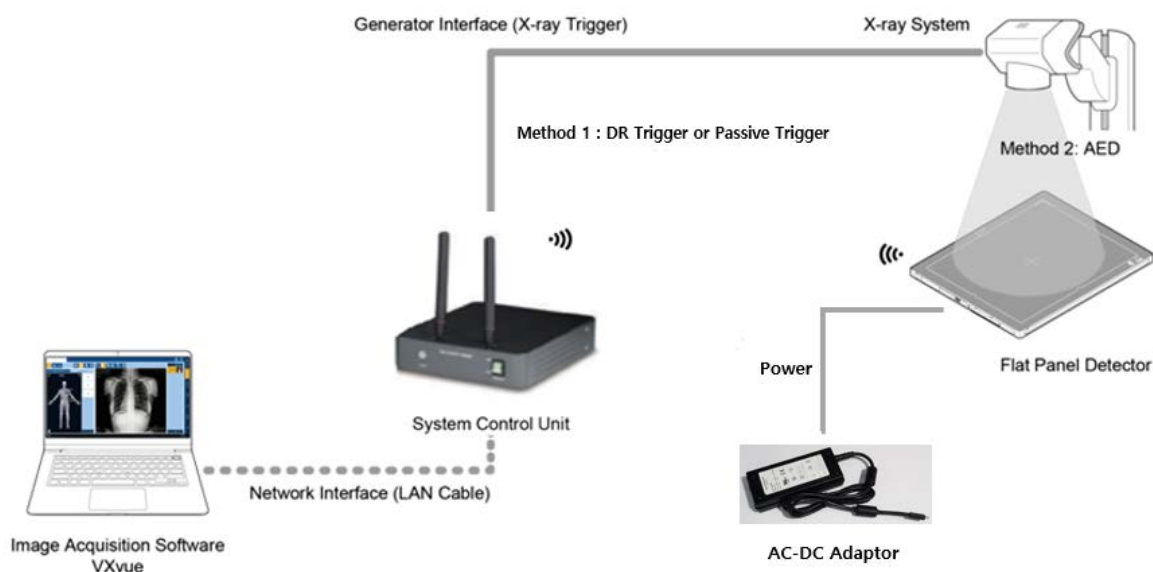 Generator Interface (X-ray Trigger)
X-ray System
Method 1 : DR Trigger or Passive Trigger
Method 2: AED
Power
Flat Panel Detector
System Control Unit
Network Interface (LAN Cable)
Image Acquisition Software
VXvue
AC-DC Adaptor